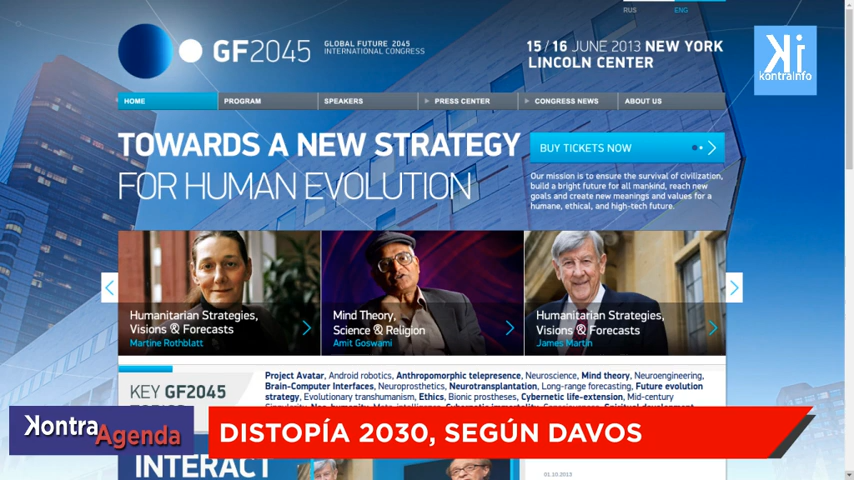 RUS
ENG
GF2045
GLOBAL FUTURE 2045
INTERNATIONAL CONGRESS
15 / 16 JUNE 2013 NEW YORK
LINCOLN CENTER
Ki
kontrainfo
HOME
PROGRAM
SPEAKERS
PRESS CENTER
CONGRESS NEWS
ABOUT US
TOWARDS A NEW STRATEGY
FOR HUMAN EVOLUTION
BUY TICKETS NOW
Our mission is to ensure the survival of civilization,
build a bright future for all mankind, reach new
goals and create new meanings and values for a
humane, ethical, and high-tech future.
Humanitarian Strategies,
Visions & Forecasts
Martine Rothblatt
Mind Theory,
Science & Religion
Amit Goswami
Humanitarian Strategies,
Visions & Forecasts
James Martin
KEY GF2045
Project Avatar, Android robotics, Anthropomorphic telepresence, Neuroscience, Mind theory, Neuroengineering,
Brain-Computer Interfaces, Neuroprosthetics, Neurotransplantation, Long-range forecasting, Future evolution
strategy, Evolutionary transhumanism, Ethics, Bionic prostheses, Cybernetic life-extension, Mid-century
Kontra
Agenda
DISTOPÍA 2030, SEGÚN DAVOS
INTERACT
01.10.2013